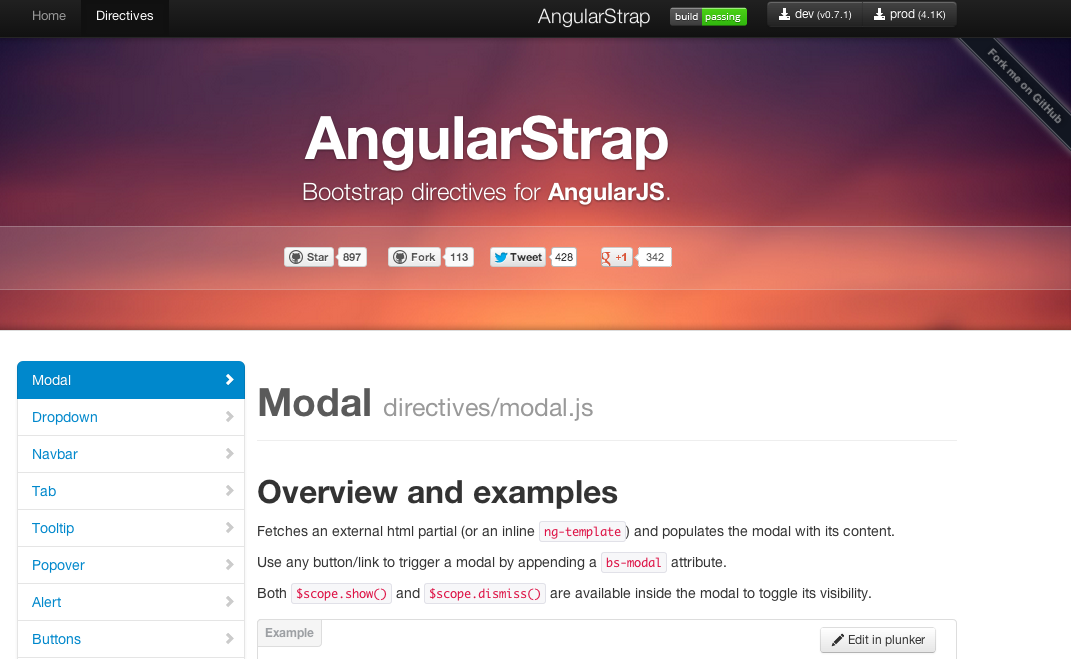 Home Directives AngularStrap build passing dev (v0.7.1) prod (4.1K)
Fork me on GitHub
AngularStrap
Bootstrap directives for AngularJS.
Star 897 Fork 113 Tweet 428 +1 342
Modal
Dropdown
Navbar
Tab
Tooltip
Popover
Alert
Buttons
Modal directives/modal.js
Overview and examples
Fetches an external html partial (or an inline ng-template) and populates the modal with its content.
Use any button/link to trigger a modal by appending a bs-modal attribute.
Both $scope.show() and $scope.dismiss() are available inside the modal to toggle its visibility.
Example Edit in plunker